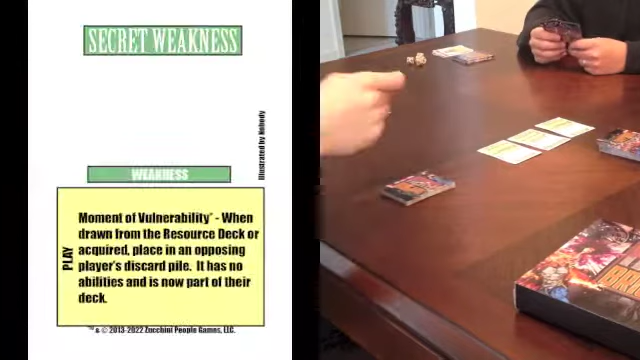 SECRET WEAKNESS
Illustrated by Nobody
WEAKNESS
PLAY
Moment of Vulnerability* - When
drawn from the Resource Deck or
acquired, place in an opposing
player's discard pile. It has no
abilities and is now part of their
deck.
™ & © 2013-2022 Zucchini People Games, LLC.